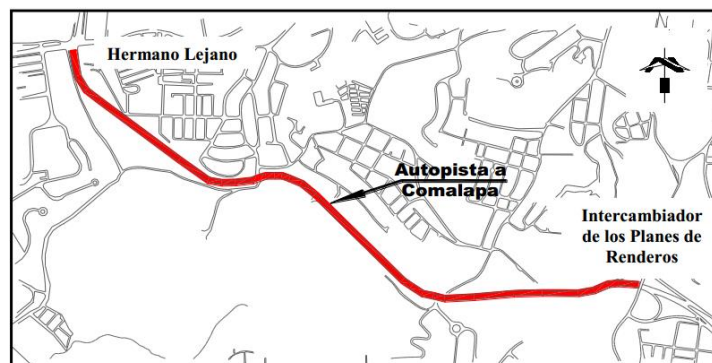 Hermano Lejano
Autopista a
Comalapa
Intercambiador
de los Planes de
Renderos